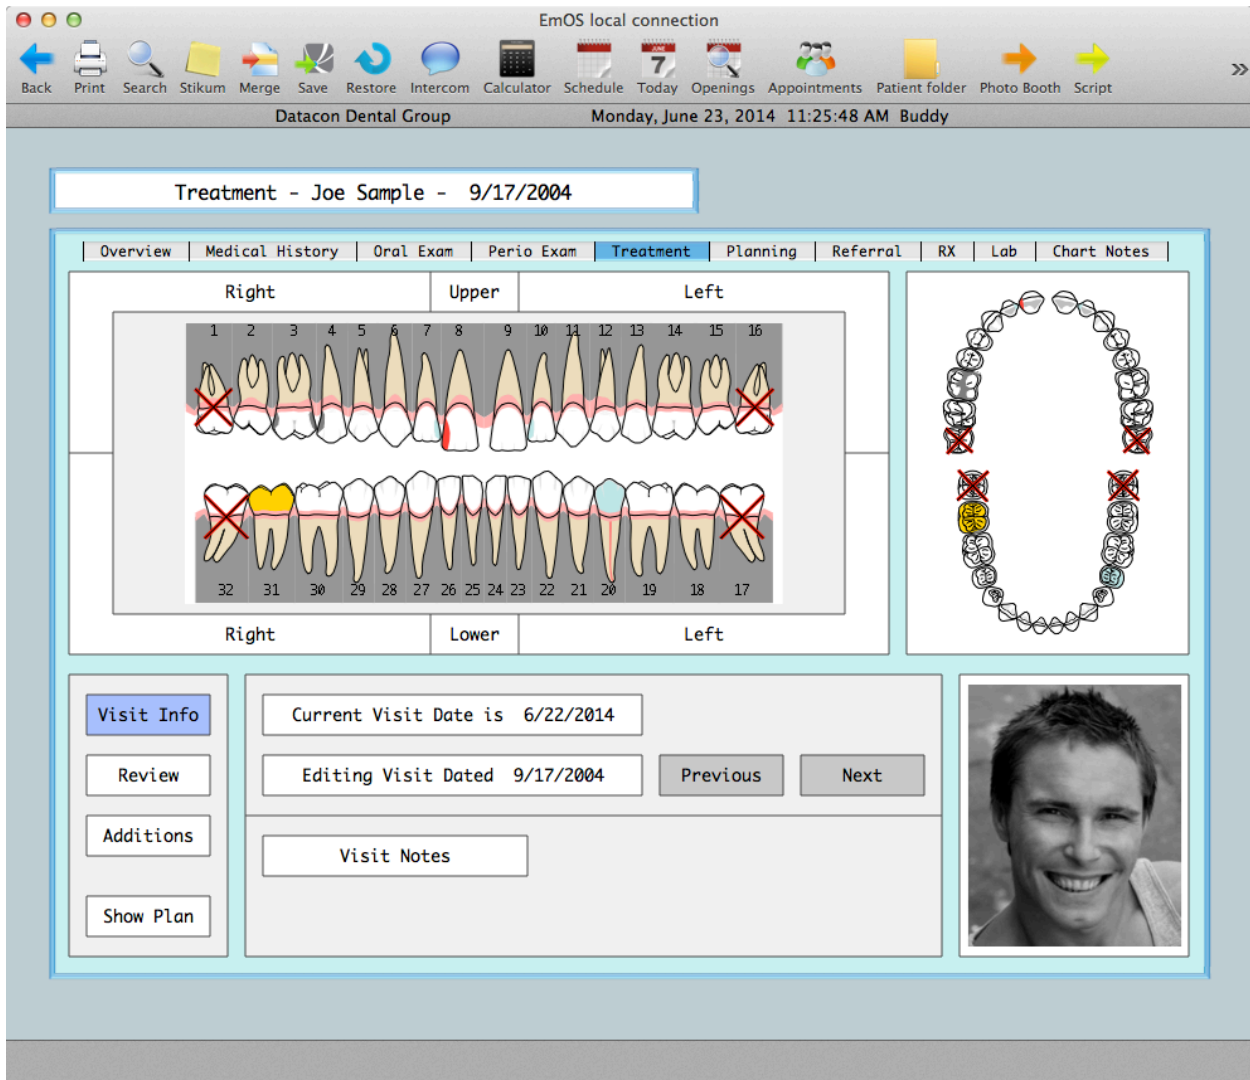 EmOS local connection
Back Print Search Stikum Merge Save Restore Intercom Calculator Schedule Today Openings Appointments Patient folder Photo Booth Script
JUNE
7
»
Datacon Dental Group Monday, June 23, 2014 11:25:48 AM Buddy
Treatment - Joe Sample - 9/17/2004
Overview Medical History Oral Exam Perio Exam Treatment Planning Referral RX Lab Chart Notes
Right Upper Left
1 2 3 4 5 6 7 8 9 10 11 12 13 14 15 16
32 31 30 29 28 27 26 25 24 23 22 21 20 19 18 17
Right Lower Left
Visit Info
Review
Additions
Show Plan
Current Visit Date is 6/22/2014
Editing Visit Dated 9/17/2004 Previous Next
Visit Notes